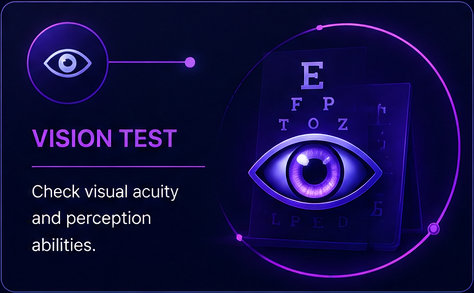 VISION TEST
Check visual acuity
and perception
abilities.
E
F P
T O Z
L P E D